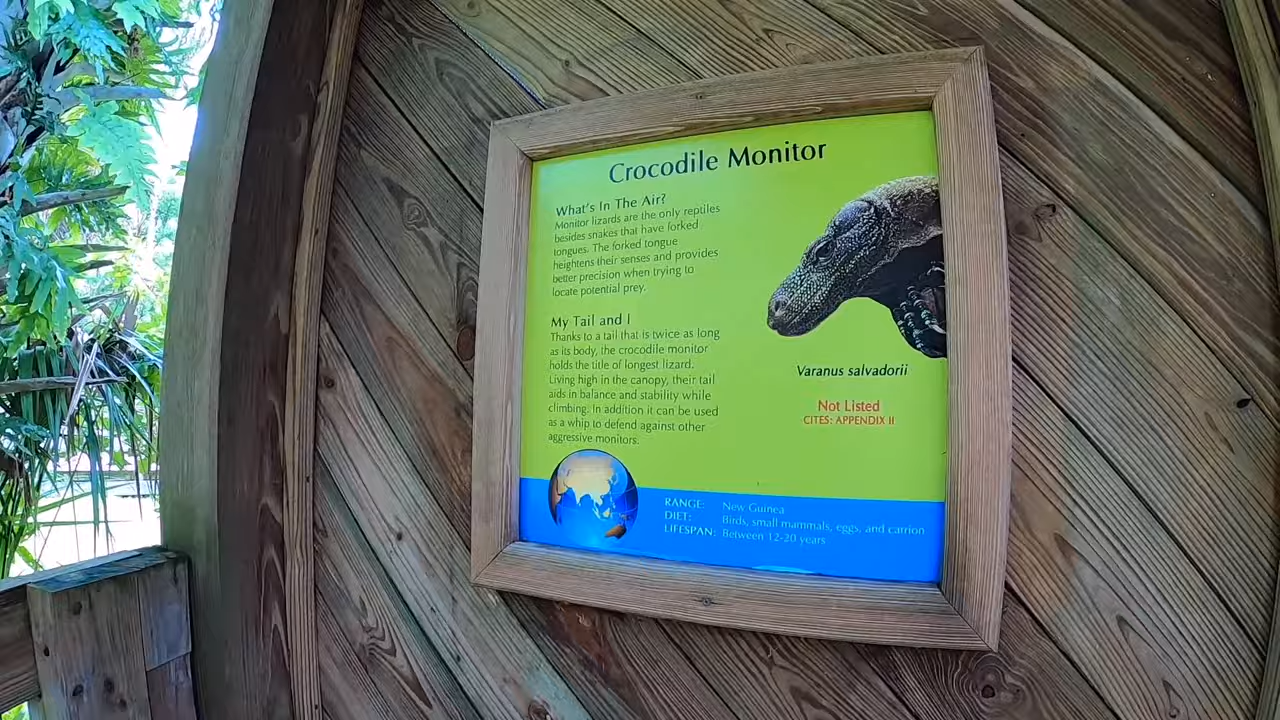 Crocodile Monitor
What's In The Air?
Monitor lizards are the only reptiles
besides snakes that have forked
tongues. The forked tongue
heightens their senses and provides
better precision when trying to
locate potential prey.
My Tail and I
Thanks to a tail that is twice as long
as its body, the crocodile monitor
holds the title of longest lizard.
Living high in the canopy, their tail
aids in balance and stability while
climbing. In addition it can be used
as a whip to defend against other
aggressive monitors.
Varanus salvadorii
Not Listed
CITES: APPENDIX II
RANGE: New Guinea
DIET: Birds, small mammals, eggs, and carrion
LIFESPAN: Between 12-20 years